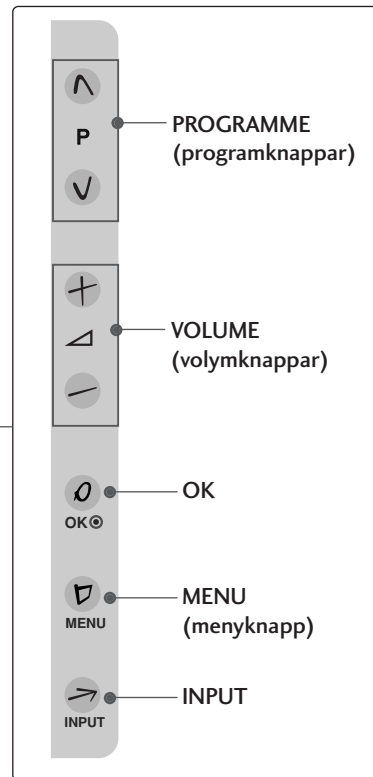 P
PROGRAMME
(programknappar)
VOLUME
(volymknappar)
OK
OK
MENU
MENU
(menyknapp)
INPUT
INPUT